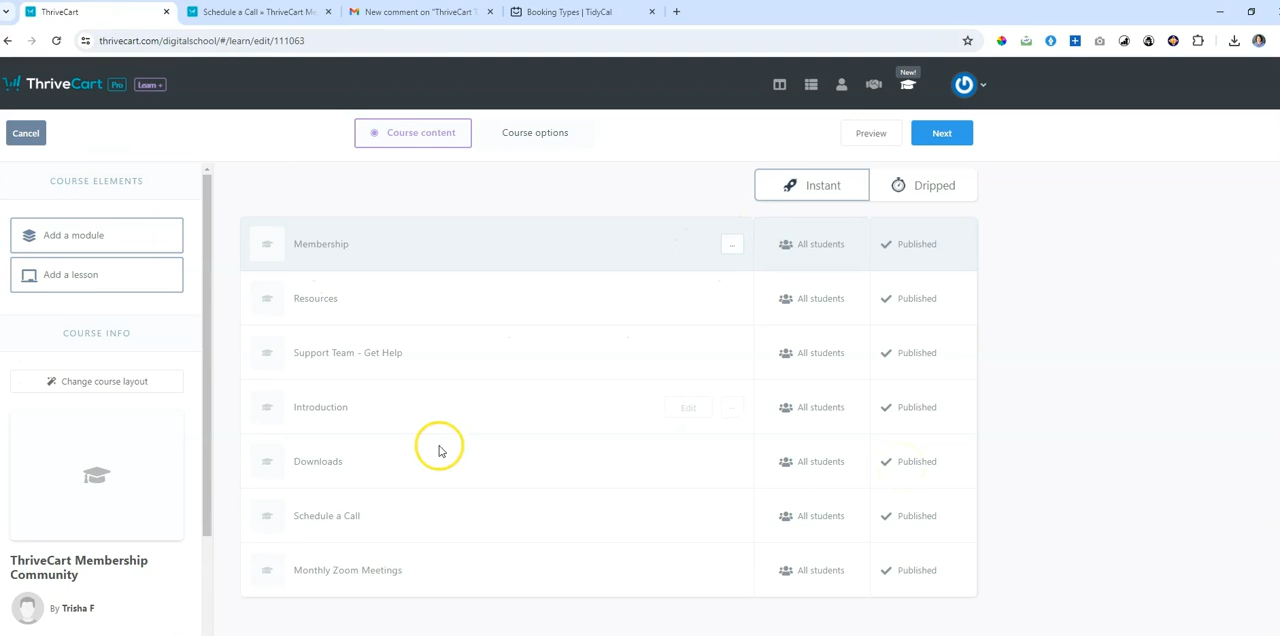 ThriveCart
Schedule a Call » ThriveCart Me
New comment on "ThriveCart T
Booking Types | TidyCal
thrivecart.com/digitalschool/#/learn/edit/111063
ThriveCart Pro Learn +
New!
Cancel
Course content
Course options
Preview
Next
COURSE ELEMENTS
Instant
Dripped
Add a module
Membership
...
All students
Published
Add a lesson
Resources
All students
Published
COURSE INFO
Support Team - Get Help
All students
Published
Change course layout
Introduction
Edit
...
All students
Published
Downloads
All students
Published
Schedule a Call
All students
Published
ThriveCart Membership
Community
Monthly Zoom Meetings
All students
Published
By Trisha F